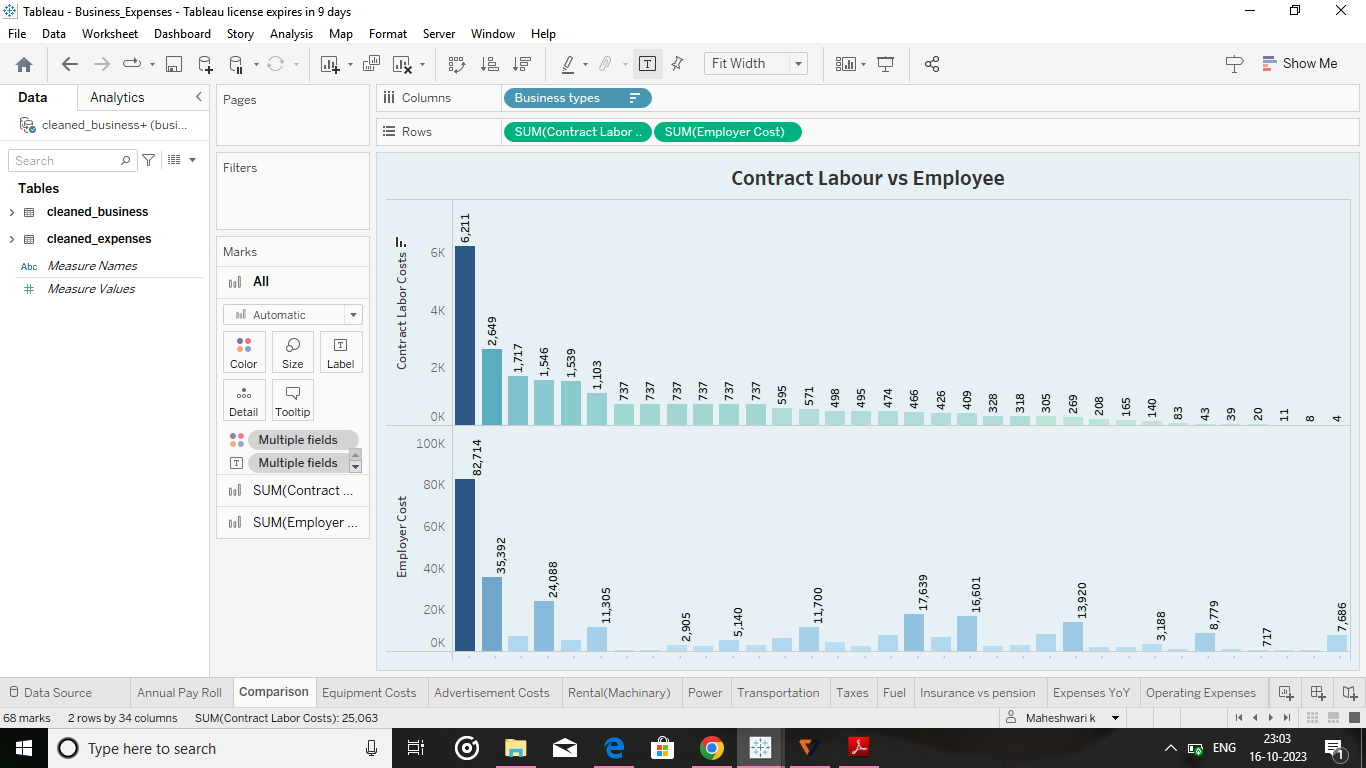 Tableau - Business_Expenses - Tableau license expires in 9 days
File Data Worksheet Dashboard Story Analysis Map Format Server Window Help
Fit Width
Show Me
Data Analytics
cleaned_business+ (busi...
Search
Tables
cleaned_business
cleaned_expenses
Abc Measure Names
# Measure Values
Pages
Filters
Marks
All
Automatic
Color Size Label
Detail Tooltip
Multiple fields
Multiple fields
SUM(Contract ...
SUM(Employer ...
Columns Business types
Rows SUM(Contract Labor .. SUM(Employer Cost)
Contract Labour vs Employee
Contract Labor Costs
6K
4K
2K
0K
6,211 2,649 1,717 1,546 1,539 1,103 737 737 737 737 737 737 595 571 498 495 474 466 426 409 328 318 305 269 208 165 140 83 43 39 20 11 8 4
Employer Cost
100K
80K
60K
40K
20K
0K
82,714 35,392 24,088 11,305 2,905 5,140 11,700 17,639 16,601 13,920 3,188 8,779 717 7,686
Data Source Annual Pay Roll Comparison Equipment Costs Advertisement Costs Rental(Machinary) Power Transportation Taxes Fuel Insurance vs pension Expenses YoY Operating Expenses
68 marks 2 rows by 34 columns SUM(Contract Labor Costs): 25,063 Maheshwari k
Type here to search
ENG
23:03
16-10-2023
1